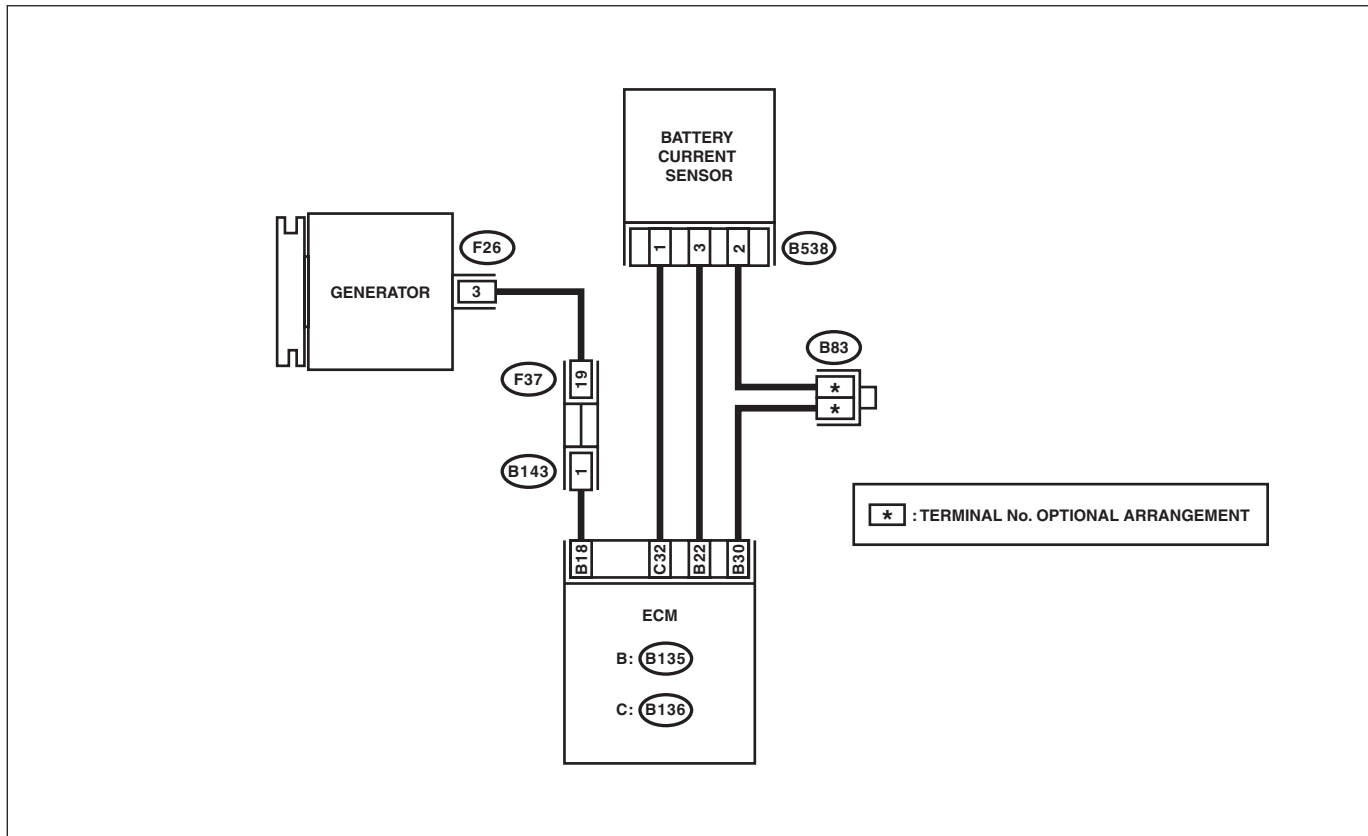 BATTERY
CURRENT
SENSOR
1
3
2
B538
F26
GENERATOR
3
B83
*
*
F37
19
B143
1
* : TERMINAL No. OPTIONAL ARRANGEMENT
B18
C32
B22
B30
ECM
B: B135
C: B136